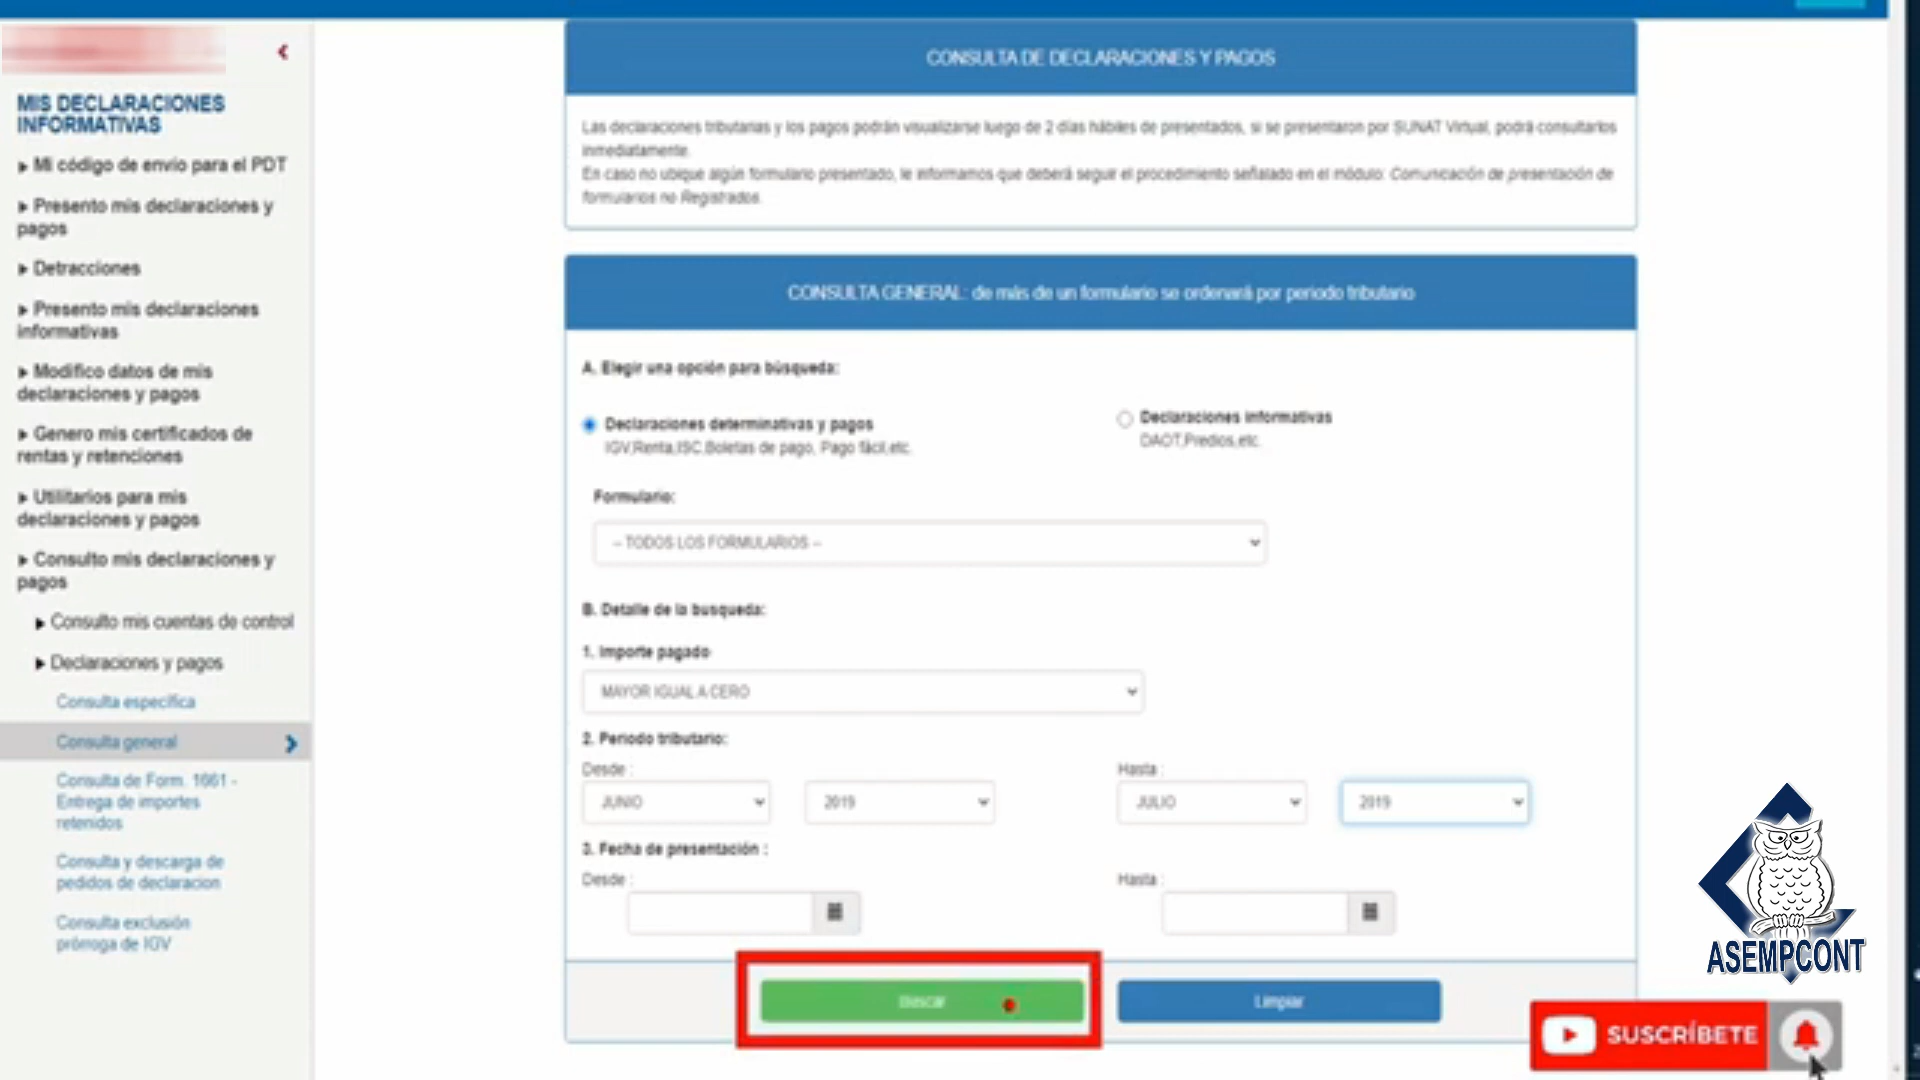 MIS DECLARACIONES
INFORMATIVAS
Mi código de envío para el PDT
Presento mis declaraciones y
pagos
Detracciones
Presento mis declaraciones
informativas
Modifico datos de mis
declaraciones y pagos
Genero mis certificados de
rentas y retenciones
Utilitarios para mis
declaraciones y pagos
Consulto mis declaraciones y
pagos
Consulto mis cuentas de control
Declaraciones y pagos
Consulta específica
Consulta general
Consulta de Form. 1661 -
Entrega de importes
retenidos
Consulta y descarga de
pedidos de declaracion
Consulta exclusión
prórroga de IGV
CONSULTA DE DECLARACIONES Y PAGOS
Las declaraciones tributarias y los pagos podrán visualizarse luego de 2 días hábiles de presentados, si se presentaron por SUNAT Virtual, podrá consultarlos
inmediatamente.
En caso no ubique algún formulario presentado, le informamos que deberá seguir el procedimiento señalado en el módulo: Comunicación de presentación de
formularios no Registrados.
CONSULTA GENERAL: de más de un formulario se ordenará por periodo tributario
A. Elegir una opción para búsqueda:
Declaraciones determinativas y pagos
IGV,Renta,ISC,Boletas de pago, Pago fácil,etc.
Declaraciones informativas
DAOT,Predios,etc.
Formulario:
-- TODOS LOS FORMULARIOS --
B. Detalle de la busqueda:
1. Importe pagado
MAYOR IGUAL A CERO
2. Periodo tributario:
Desde : Hasta :
JUNIO 2019 JULIO 2019
3. Fecha de presentación :
Desde : Hasta :
Buscar Limpiar
ASEMPCONT
SUSCRÍBETE